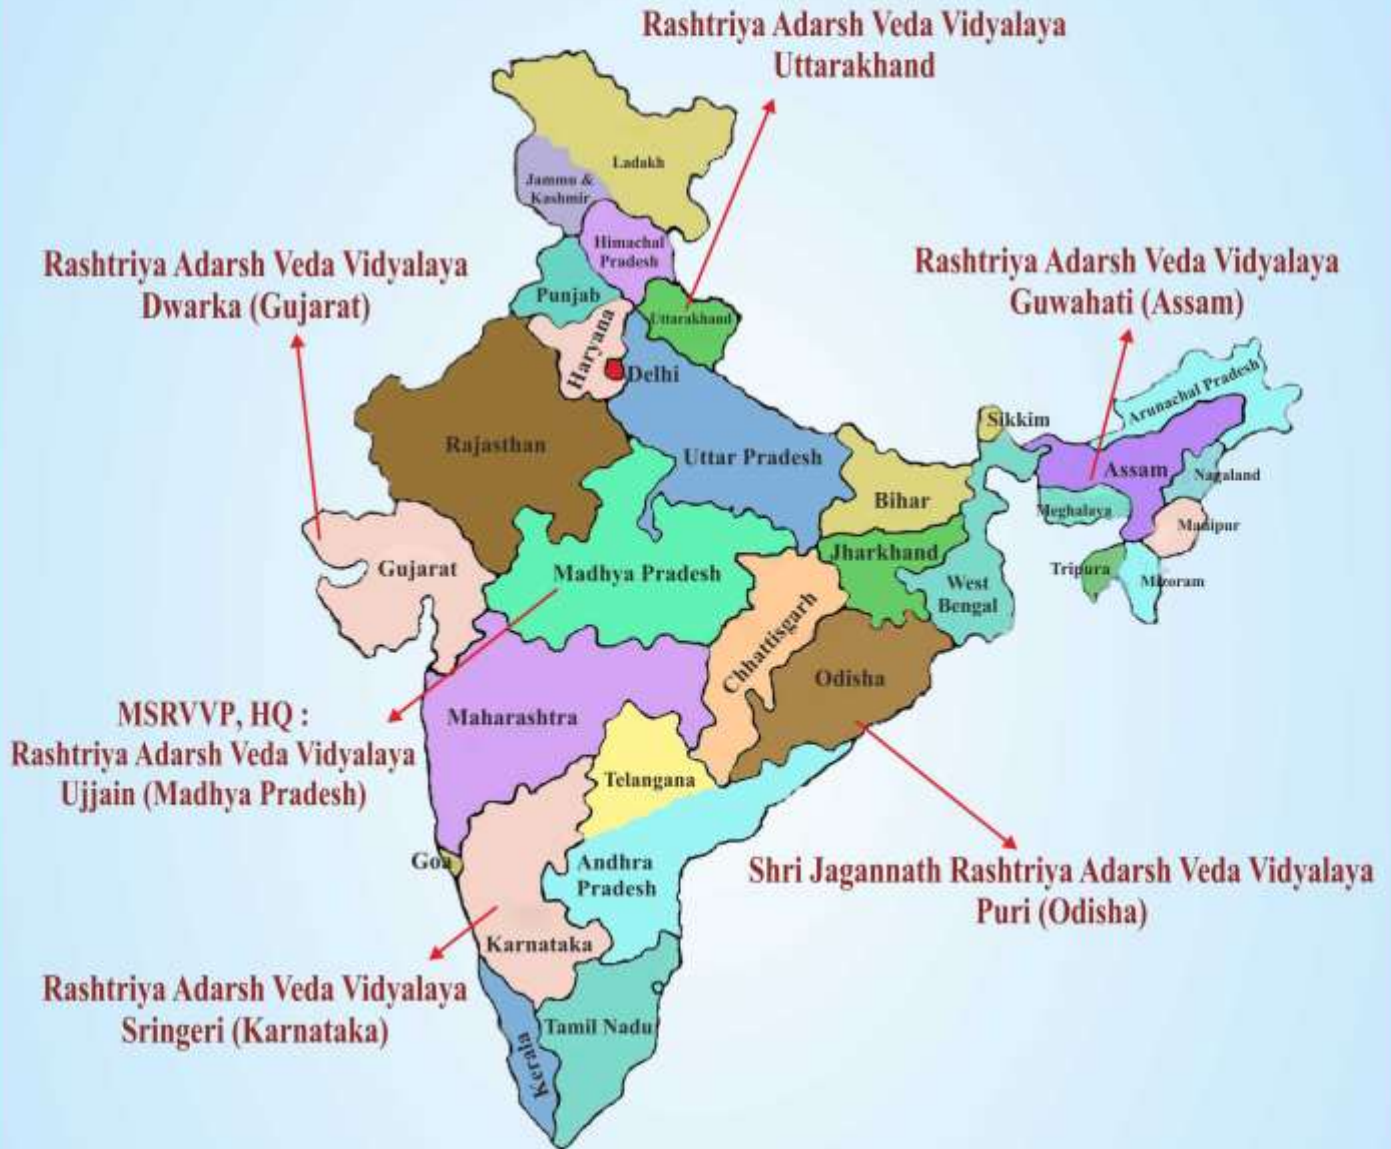 Rashtriya Adarsh Veda Vidyalaya
Uttarakhand
Ladakh
Jammu &
Kashmir
Himachal
Pradesh
Rashtriya Adarsh Veda Vidyalaya
Dwarka (Gujarat)
Rashtriya Adarsh Veda Vidyalaya
Guwahati (Assam)
Punjab
Uttarakhand
Haryana
Delhi
Arunachal Pradesh
Sikkim
Rajasthan
Uttar Pradesh
Assam
Nagaland
Bihar
Meghalaya
Manipur
Jharkhand
Gujarat
Madhya Pradesh
Tripura
Mizoram
West
Bengal
Chhattisgarh
Odisha
MSRVVP, HQ :
Rashtriya Adarsh Veda Vidyalaya
Ujjain (Madhya Pradesh)
Maharashtra
Telangana
Goa
Andhra
Pradesh
Shri Jagannath Rashtriya Adarsh Veda Vidyalaya
Puri (Odisha)
Karnataka
Rashtriya Adarsh Veda Vidyalaya
Sringeri (Karnataka)
Tamil Nadu
Kerala